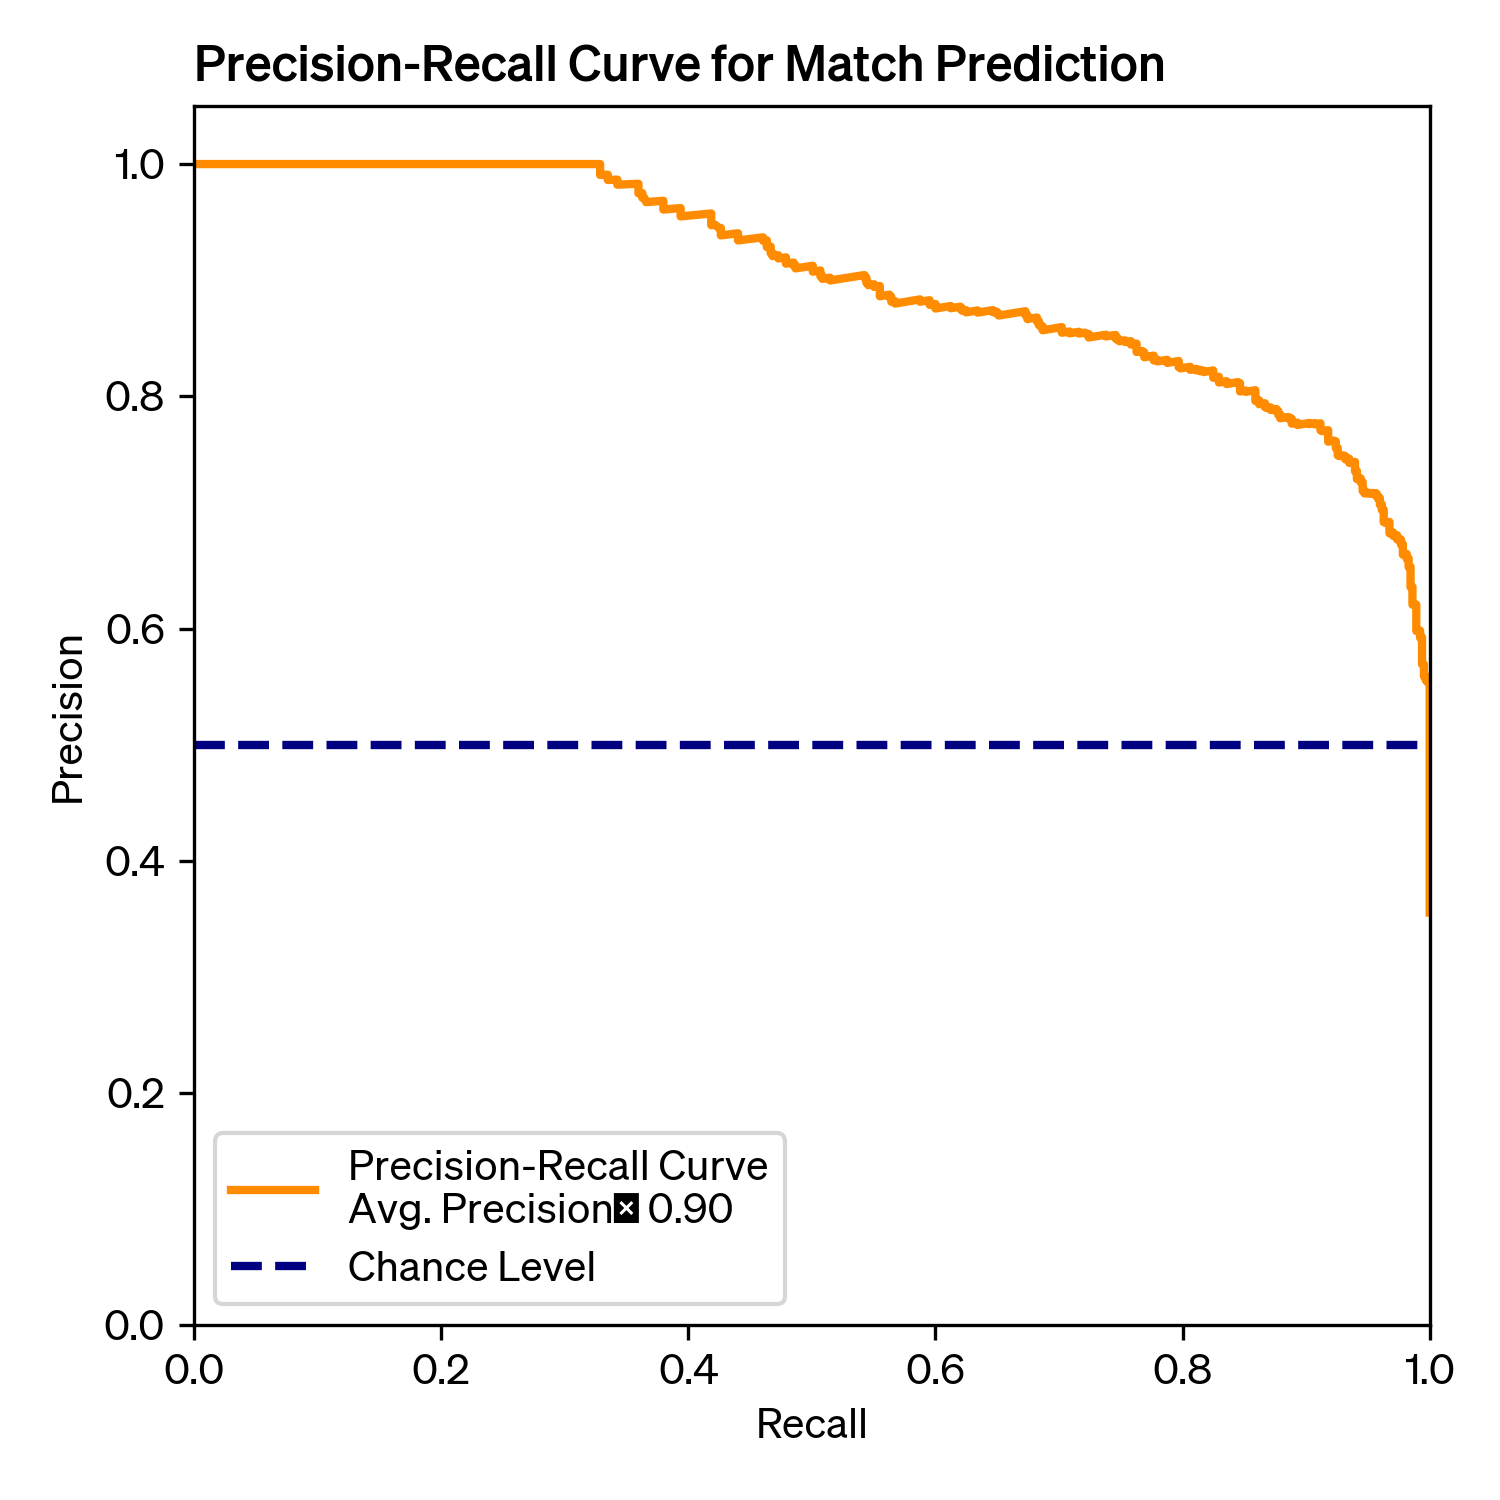 Precision-Recall Curve for Match Prediction
1.0
0.8
0.6
0.4
0.2
0.0
Precision
0.0 0.2 0.4 0.6 0.8 1.0
Recall
Precision-Recall Curve
Avg. Precision 0.90
Chance Level